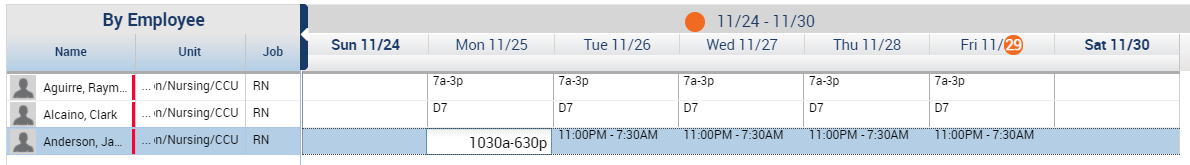 By Employee
11/24 - 11/30
Name Unit Job Sun 11/24 Mon 11/25 Tue 11/26 Wed 11/27 Thu 11/28 Fri 11/29 Sat 11/30
Aguirre, Raym... ... n/Nursing/CCU RN 7a-3p 7a-3p 7a-3p 7a-3p 7a-3p
Alcaino, Clark ... n/Nursing/CCU RN D7 D7 D7 D7 D7
Anderson, Ja... ... n/Nursing/CCU RN 1030a-630p 11:00PM - 7:30AM 11:00PM - 7:30AM 11:00PM - 7:30AM 11:00PM - 7:30AM